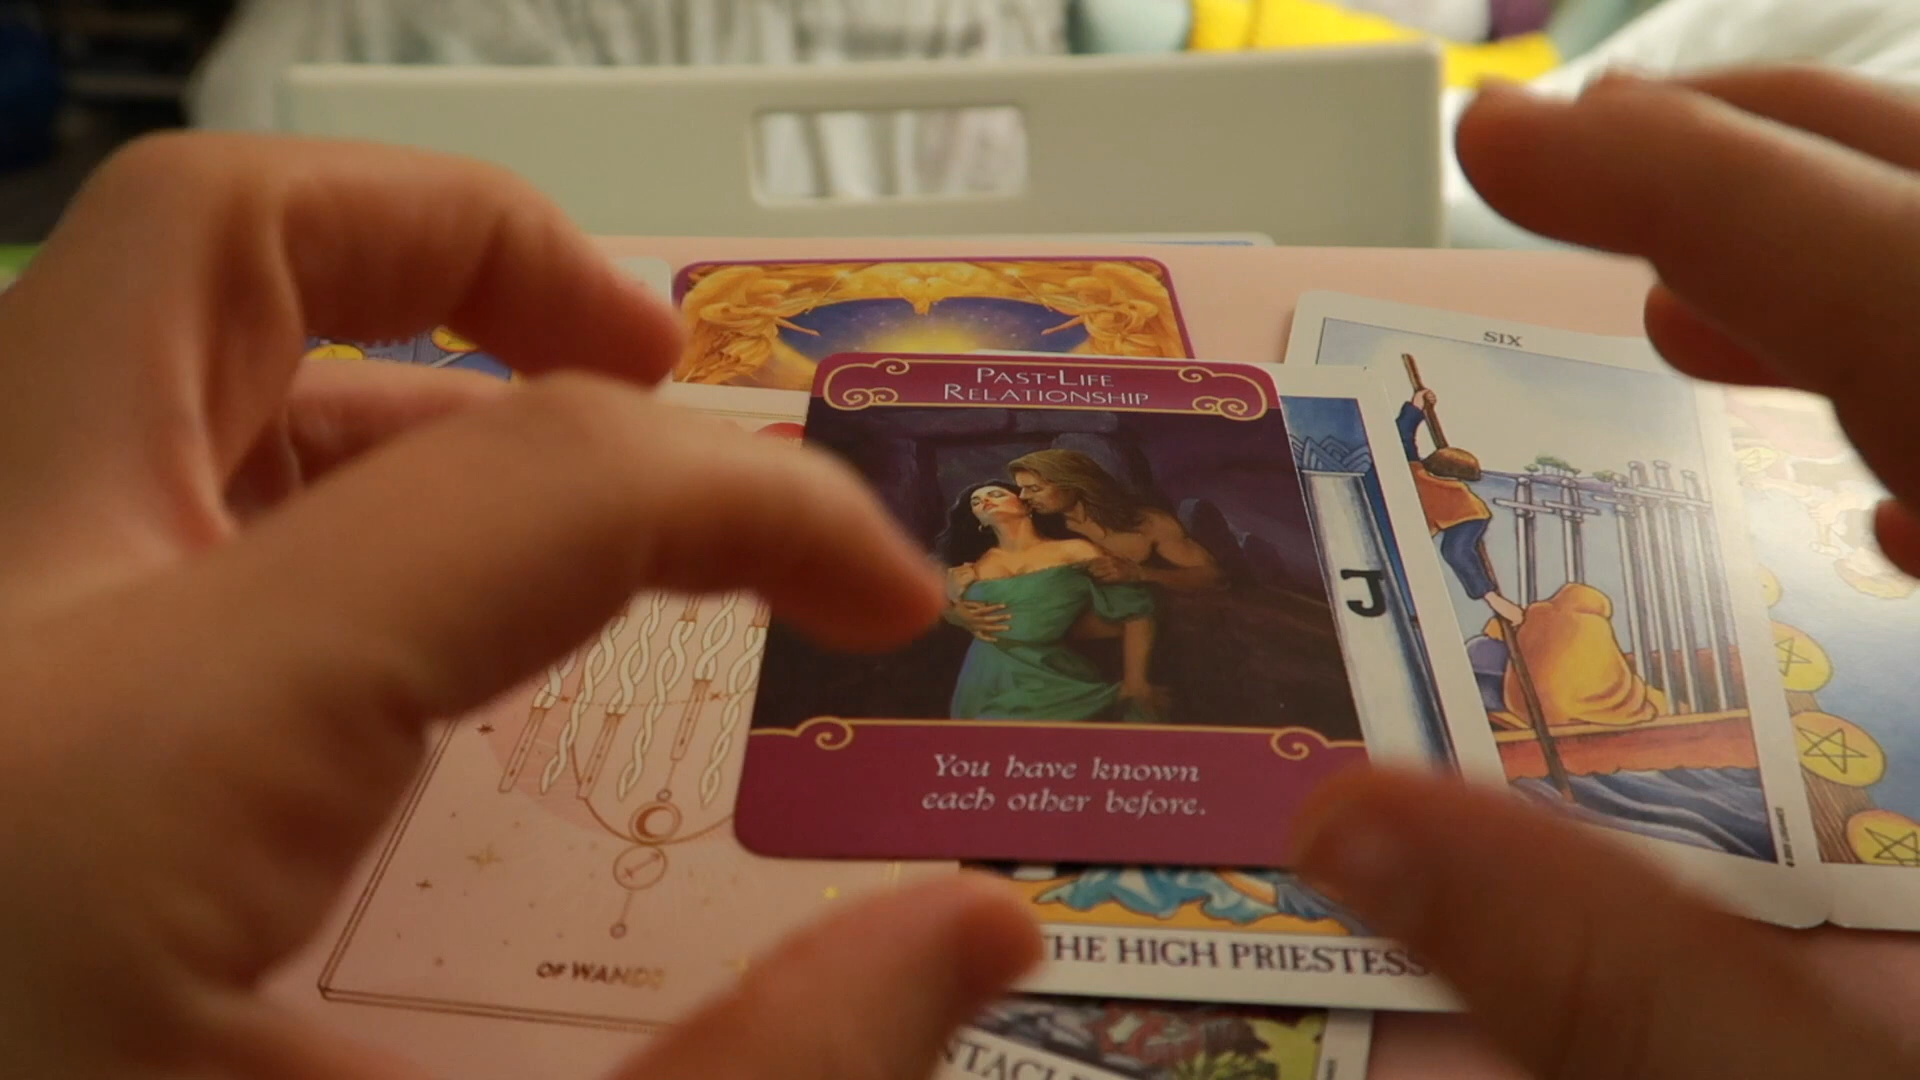 SIX
PAST-LIFE
RELATIONSHIP
J
You have known
each other before.
OF WANDS
THE HIGH PRIESTESS